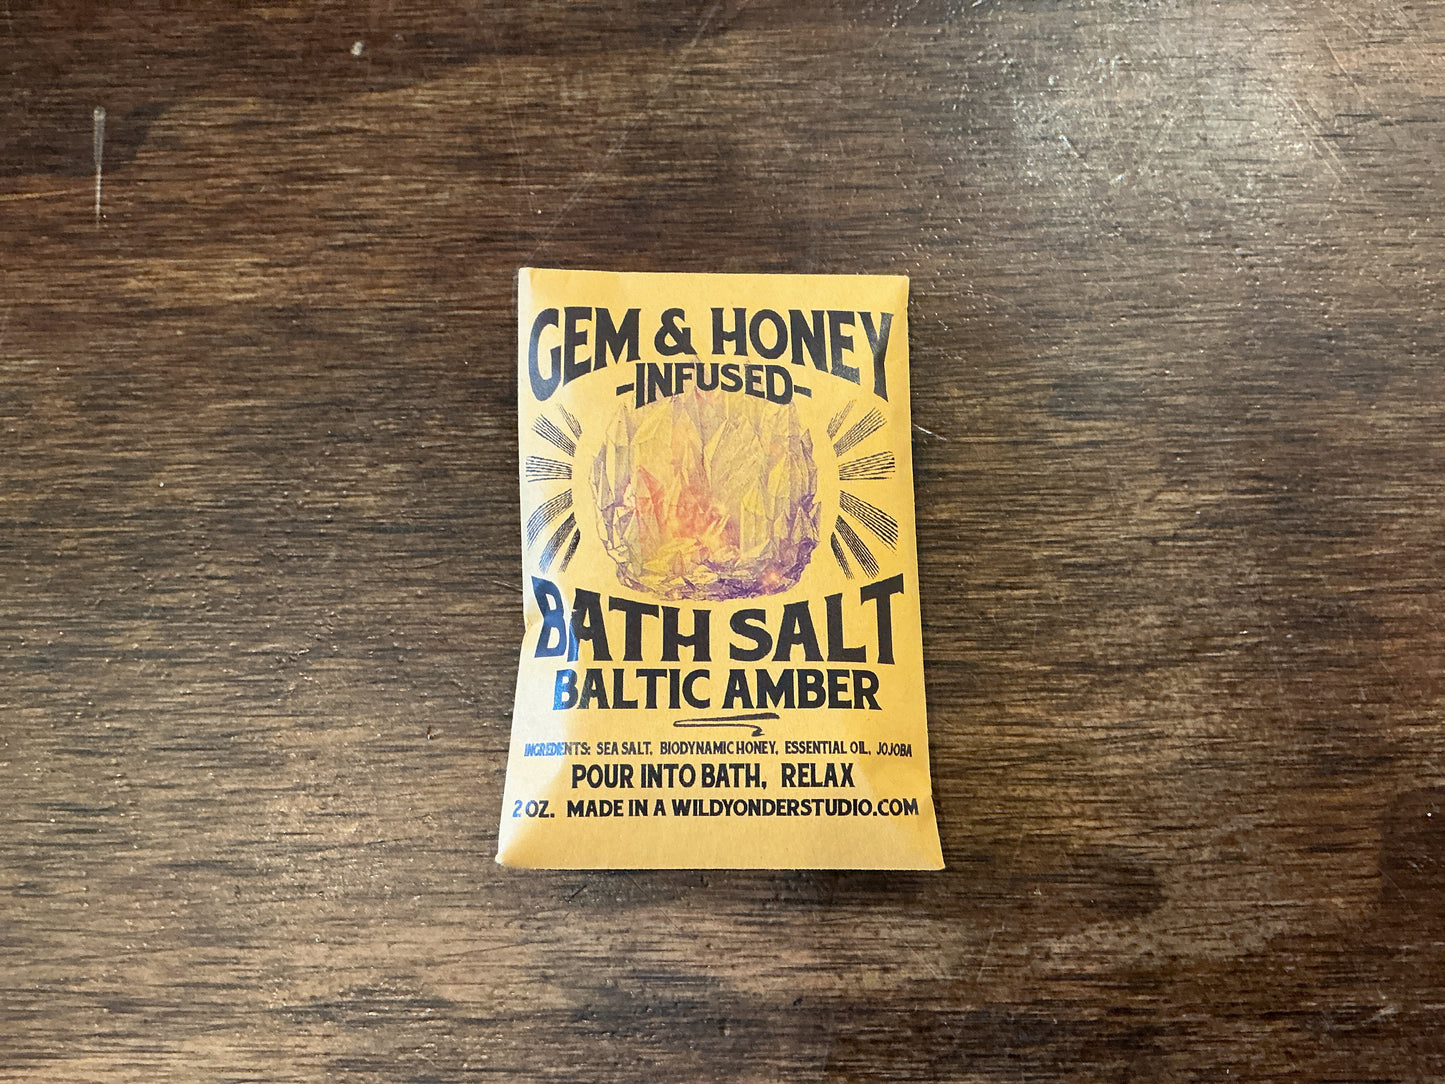 GEM & HONEY
-INFUSED-
BATH SALT
BALTIC AMBER
INGREDIENTS: SEA SALT, BIODYNAMIC HONEY, ESSENTIAL OIL, JOJOBA
POUR INTO BATH, RELAX
2 OZ. MADE IN A WILDYONDERSTUDIO.COM